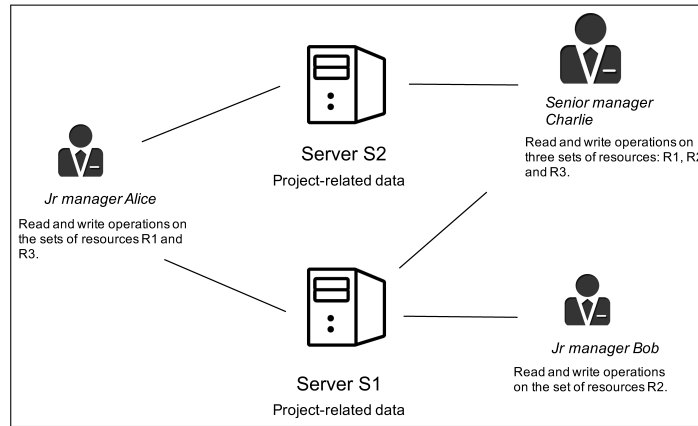 Senior manager
Charlie
Read and write operations on
three sets of resources: R1, R2
and R3.
Server S2
Project-related data
Jr manager Alice
Read and write operations on
the sets of resources R1 and
R3.
Jr manager Bob
Read and write operations
on the set of resources R2.
Server S1
Project-related data